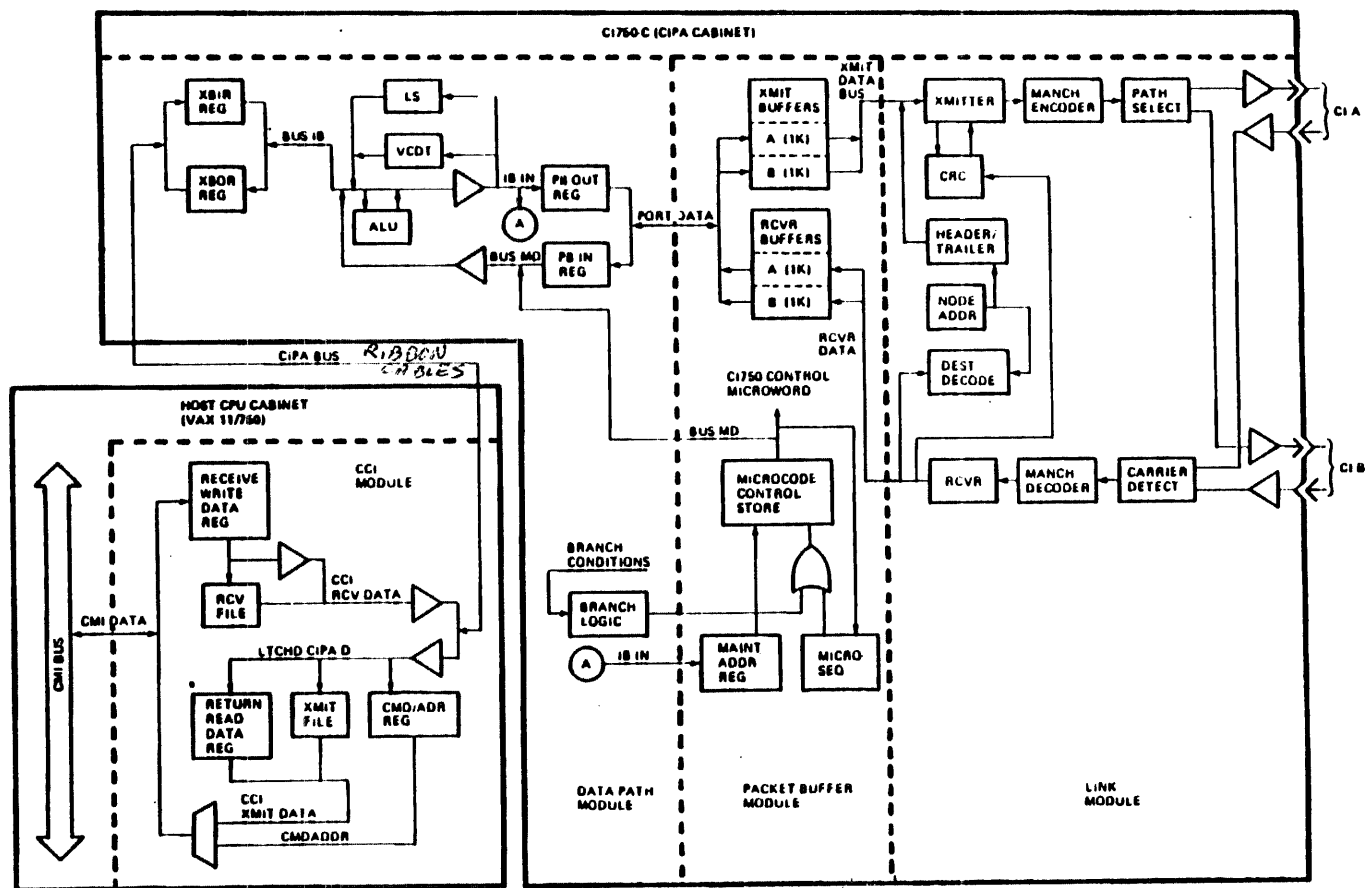 CI750-C (CIPA CABINET)
XBIR
REG
XBOR
REG
BUS IB
LS
VCDT
ALU
IB IN
A
PB OUT
REG
PB IN
REG
BUS MD
PORT DATA
XMIT
BUFFERS
A (1K)
B (1K)
RCVR
BUFFERS
A (1K)
B (1K)
XMIT
DATA
BUS
RCVR
DATA
XMITTER
MANCH
ENCODER
PATH
SELECT
CI A
CRC
HEADER/
TRAILER
NODE
ADDR
DEST
DECODE
RCVR
MANCH
DECODER
CARRIER
DETECT
CI B
CIPA BUS
RIBBON
CABLES
CI750 CONTROL
MICROWORD
BUS MD
MICROCODE
CONTROL
STORE
BRANCH
CONDITIONS
BRANCH
LOGIC
A
IB IN
MAINT
ADDR
REG
MICRO-
SEQ
HOST CPU CABINET
(VAX 11/750)
CCI
MODULE
RECEIVE
WRITE
DATA
REG
RCV
FILE
CCI
RCV DATA
CMI BUS
CMI DATA
LTCHD CIPA D
RETURN
READ
DATA
REG
XMIT
FILE
CMD/ADR
REG
CCI
XMIT DATA
CMDADDR
DATA PATH
MODULE
PACKET BUFFER
MODULE
LINK
MODULE